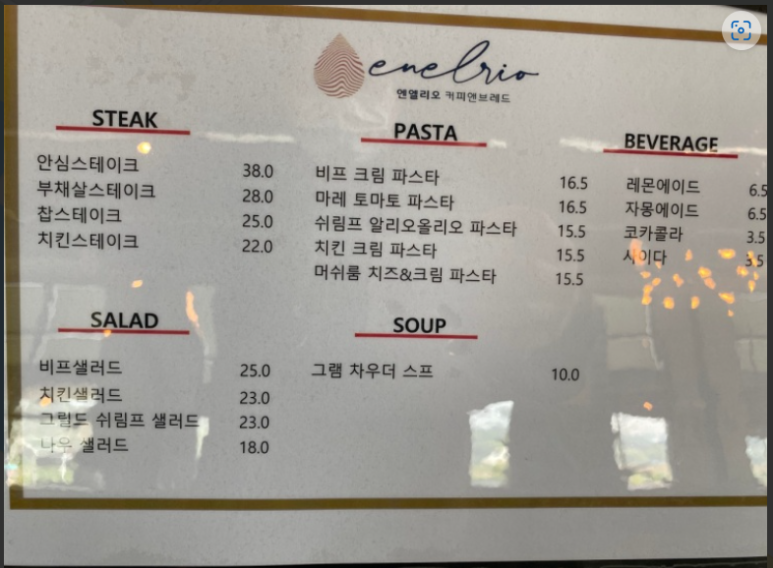 enelrio
엔엘리오 커피앤브레드
STEAK
안심스테이크 38.0
부채살스테이크 28.0
찹스테이크 25.0
치킨스테이크 22.0
PASTA
비프 크림 파스타 16.5
마레 토마토 파스타 16.5
쉬림프 알리오올리오 파스타 15.5
치킨 크림 파스타 15.5
머쉬룸 치즈&크림 파스타 15.5
BEVERAGE
레몬에이드 6.5
자몽에이드 6.5
코카콜라 3.5
사이다 3.5
SALAD
비프샐러드 25.0
치킨샐러드 23.0
그릴드 쉬림프 샐러드 23.0
샐러드 18.0
SOUP
그램 차우더 스프 10.0